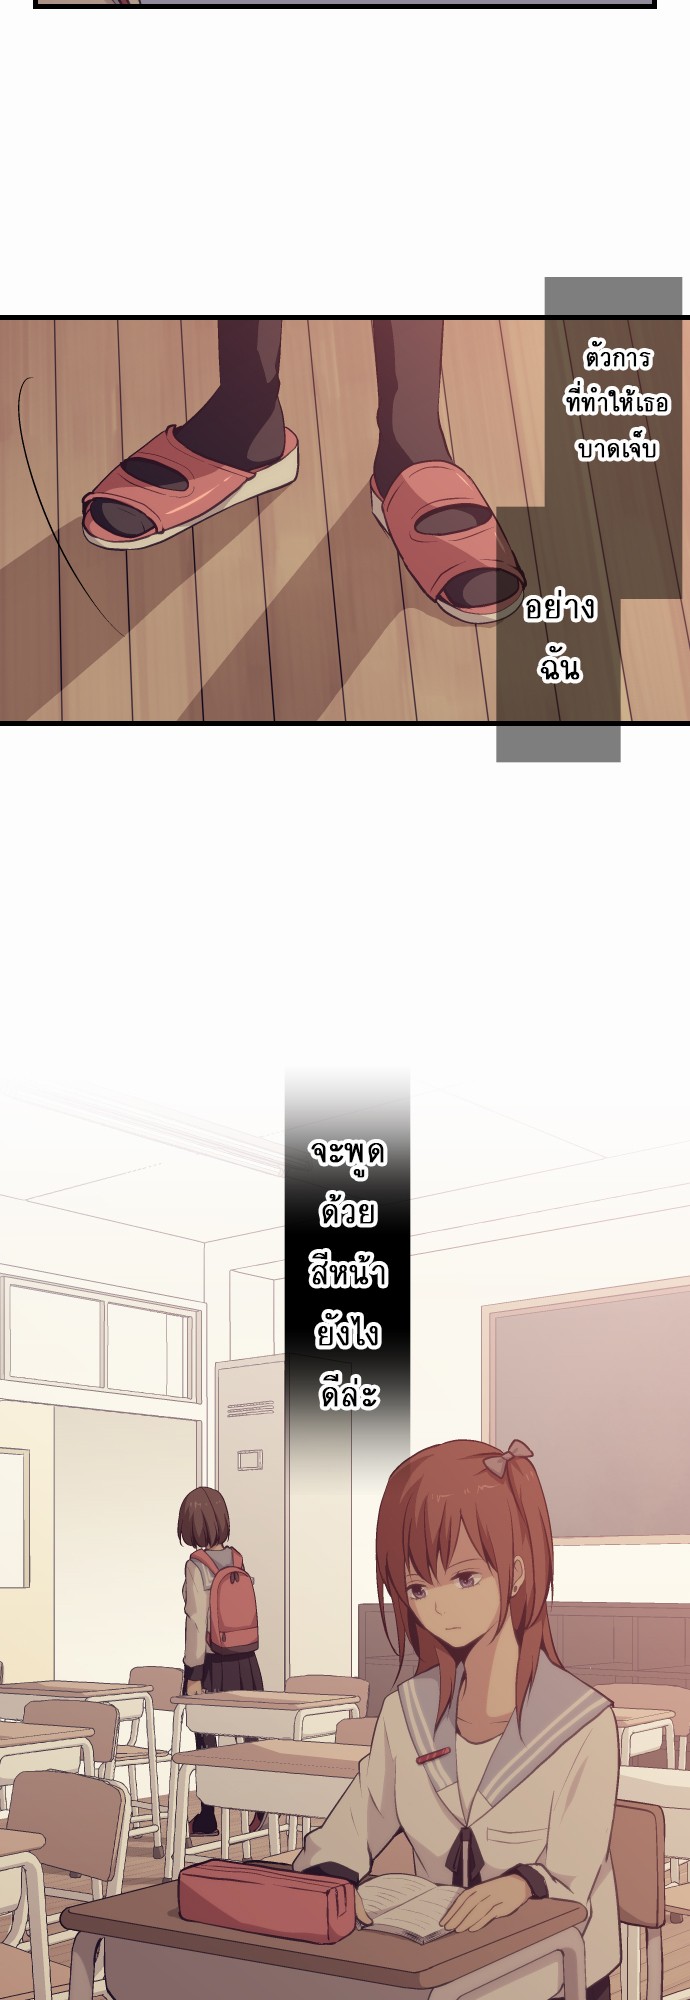 ตัวการ
ที่ทำให้เธอ
บาดเจ็บ
อย่าง
ฉัน
จะพูด
ด้วย
สีหน้า
ยังไง
ดีล่ะ